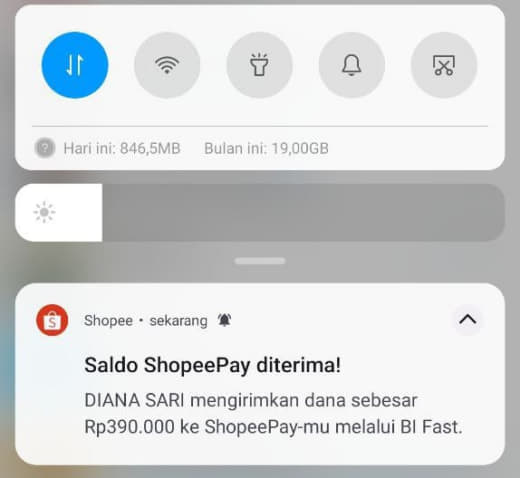 Hari ini: 846,5MB Bulan ini: 19,00GB
Shopee • sekarang
Saldo ShopeePay diterima!
DIANA SARI mengirimkan dana sebesar
Rp390.000 ke ShopeePay-mu melalui BI Fast.